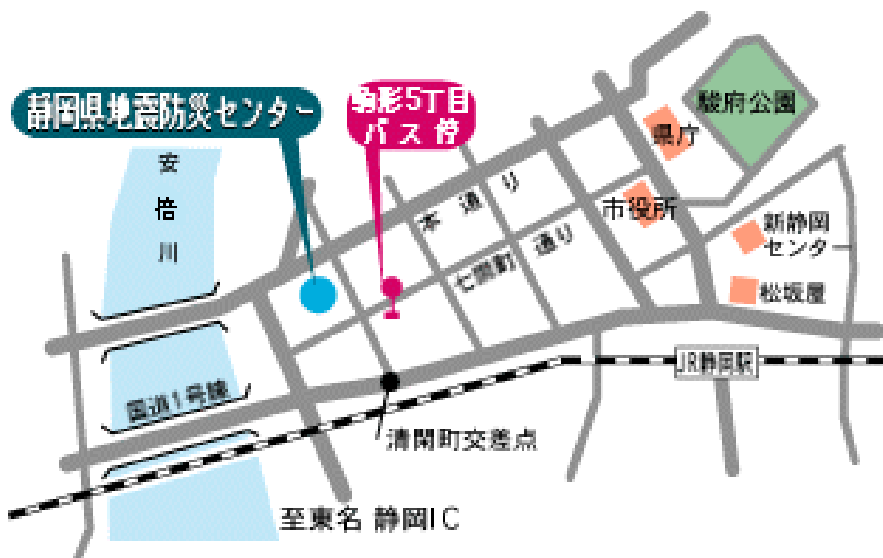 静岡県地震防災センター
駒形5丁目
バス停
駿府公園
県庁
安倍川
本通り
市役所
新静岡
センター
七間町通り
松坂屋
JR静岡駅
国道1号線
清閑町交差点
至東名 静岡IC